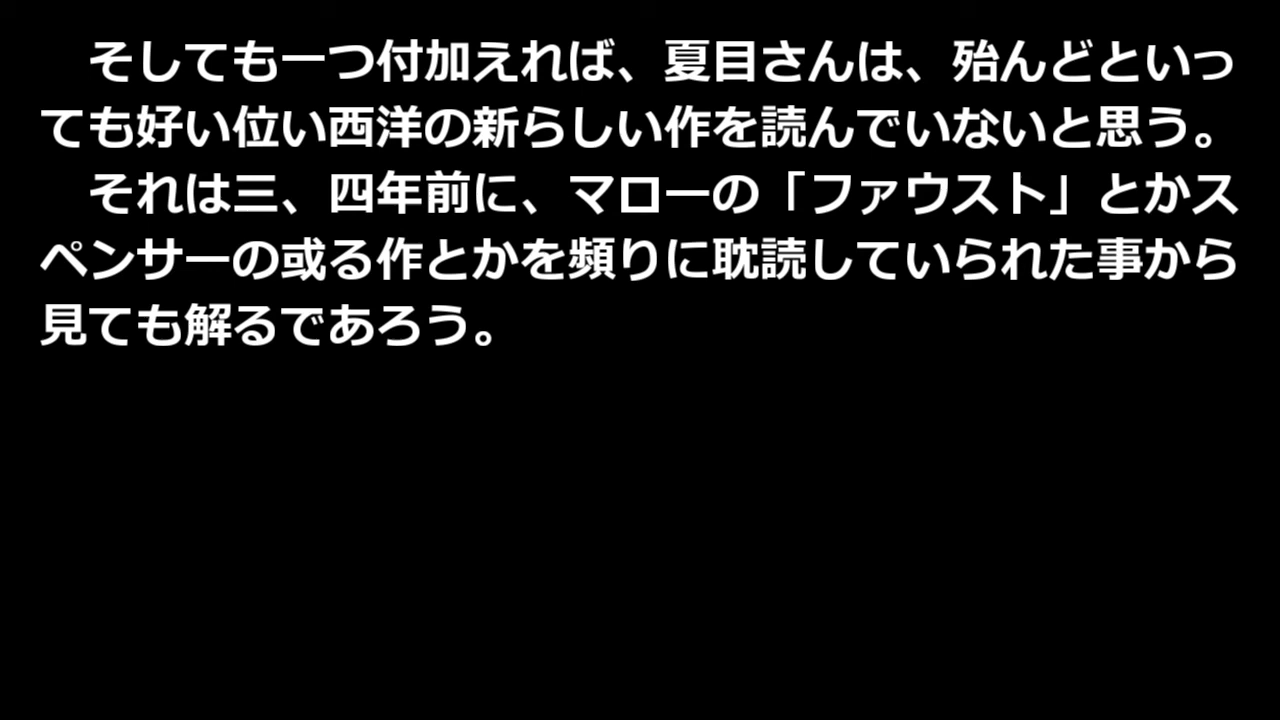 そしても一つ付加えれば、夏目さんは、殆んどといっ
ても好い位い西洋の新らしい作を読んでいないと思う。
　それは三、四年前に、マローの「ファウスト」とかス
ペンサーの或る作とかを頻りに耽読していられた事から
見ても解るであろう。